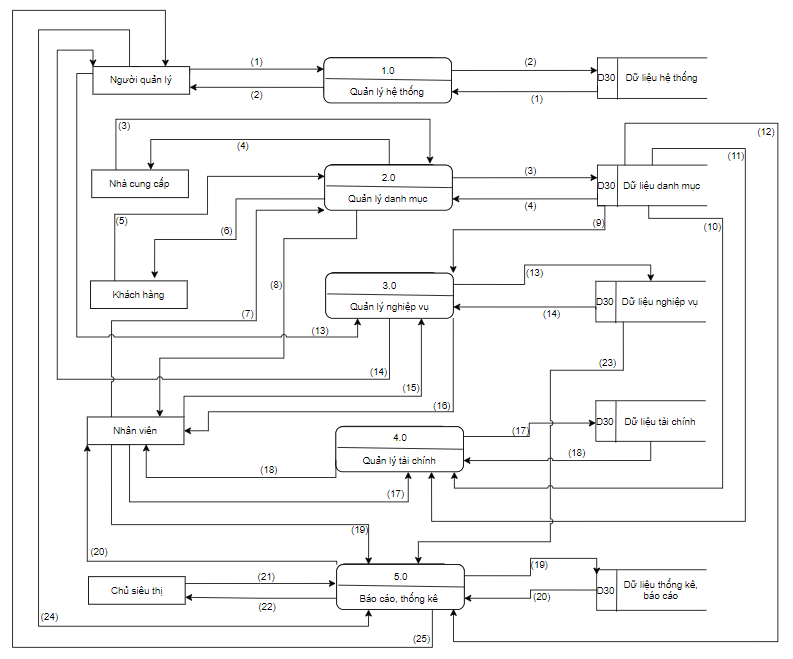 (1)
(2)
1.0
Người quản lý
D30
Dữ liệu hệ thống
Quản lý hệ thống
(2)
(1)
(3)
(12)
(4)
(11)
(3)
2.0
Nhà cung cấp
D30
Dữ liệu danh mục
Quản lý danh mục
(4)
(5)
(9)
(10)
(6)
(13)
(8)
3.0
Khách hàng
D30
Dữ liệu nghiệp vụ
Quản lý nghiệp vụ
(7)
(14)
(13)
(23)
(14)
(15)
(16)
D30
Dữ liệu tài chính
Nhân viên
(17)
4.0
(18)
Quản lý tài chính
(18)
(17)
(19)
(20)
(19)
5.0
(21)
Chủ siêu thị
D30
Dữ liệu thống kê,
báo cáo
Báo cáo, thống kê
(20)
(22)
(24)
(25)